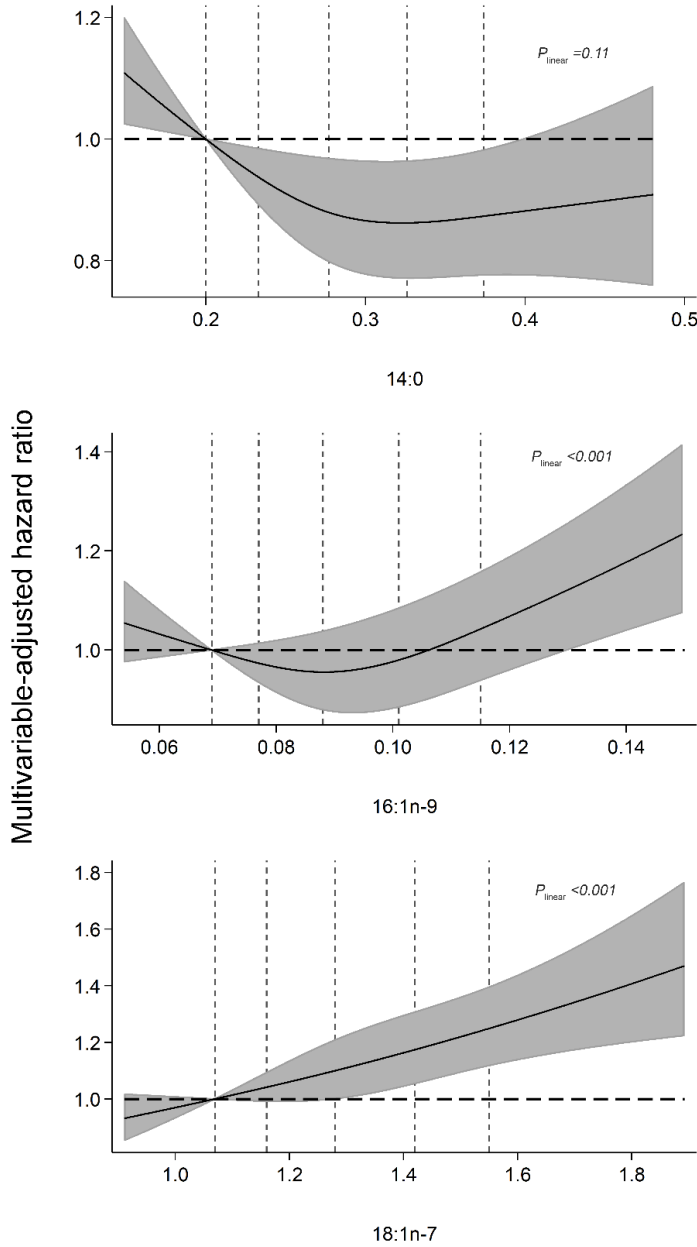 Multivariable-adjusted hazard ratio
1.2
1.0
0.8
P linear =0.11
0.2 0.3 0.4 0.5
14:0
1.4
1.2
1.0
P linear <0.001
0.06 0.08 0.10 0.12 0.14
16:1n-9
1.8
1.6
1.4
1.2
1.0
P linear <0.001
1.0 1.2 1.4 1.6 1.8
18:1n-7